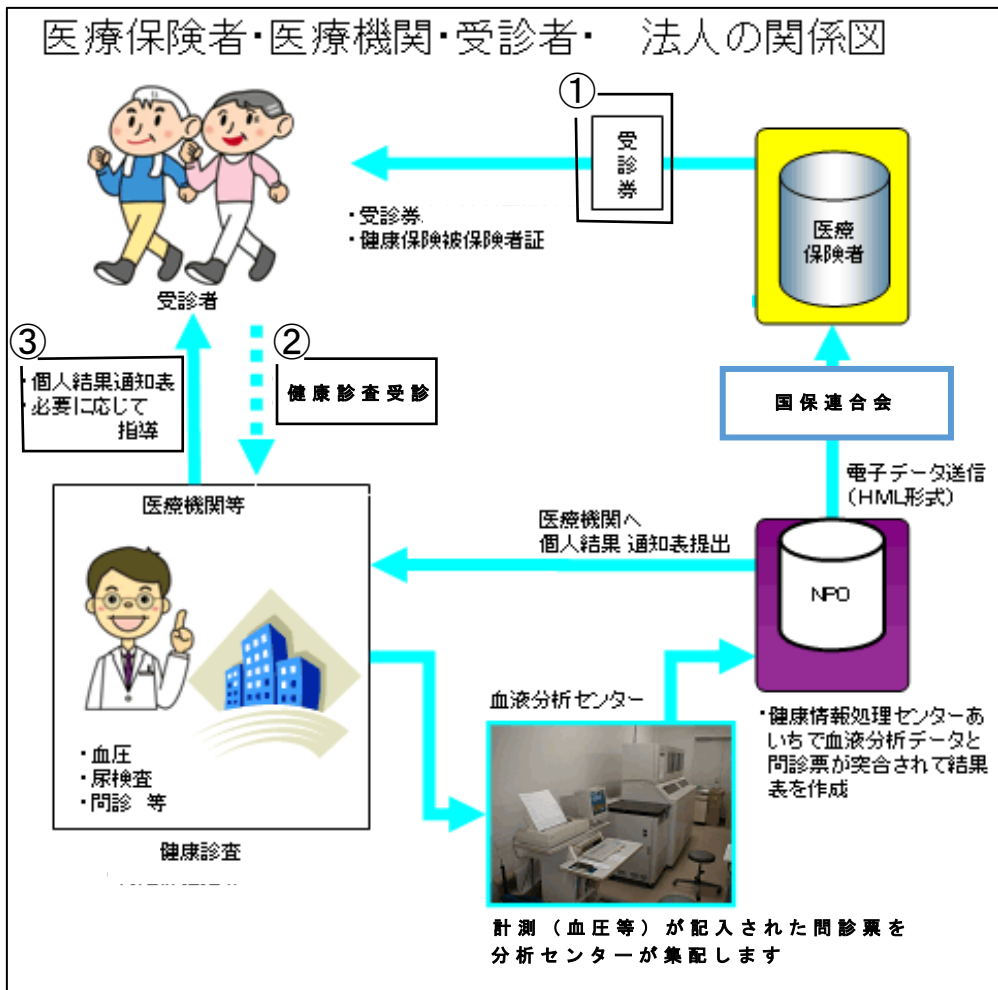 医療保険者・医療機関・受診者・　法人の関係図
①
受診券
・受診券
・健康保険被保険者証
医療
保険者
受診者
③
・個人結果通知表
・必要に応じて
指導
②
健康診査受診
国保連合会
電子データ送信
（HML形式）
医療機関等
医療機関へ
個人結果 通知表提出
NPO
血液分析センター
・健康情報処理センターあ
いちで血液分析データと
問診票が突合されて結果
表を作成
・血圧
・尿検査
・問診 等
健康診査
計測（血圧等）が記入された問診票を
分析センターが集配します